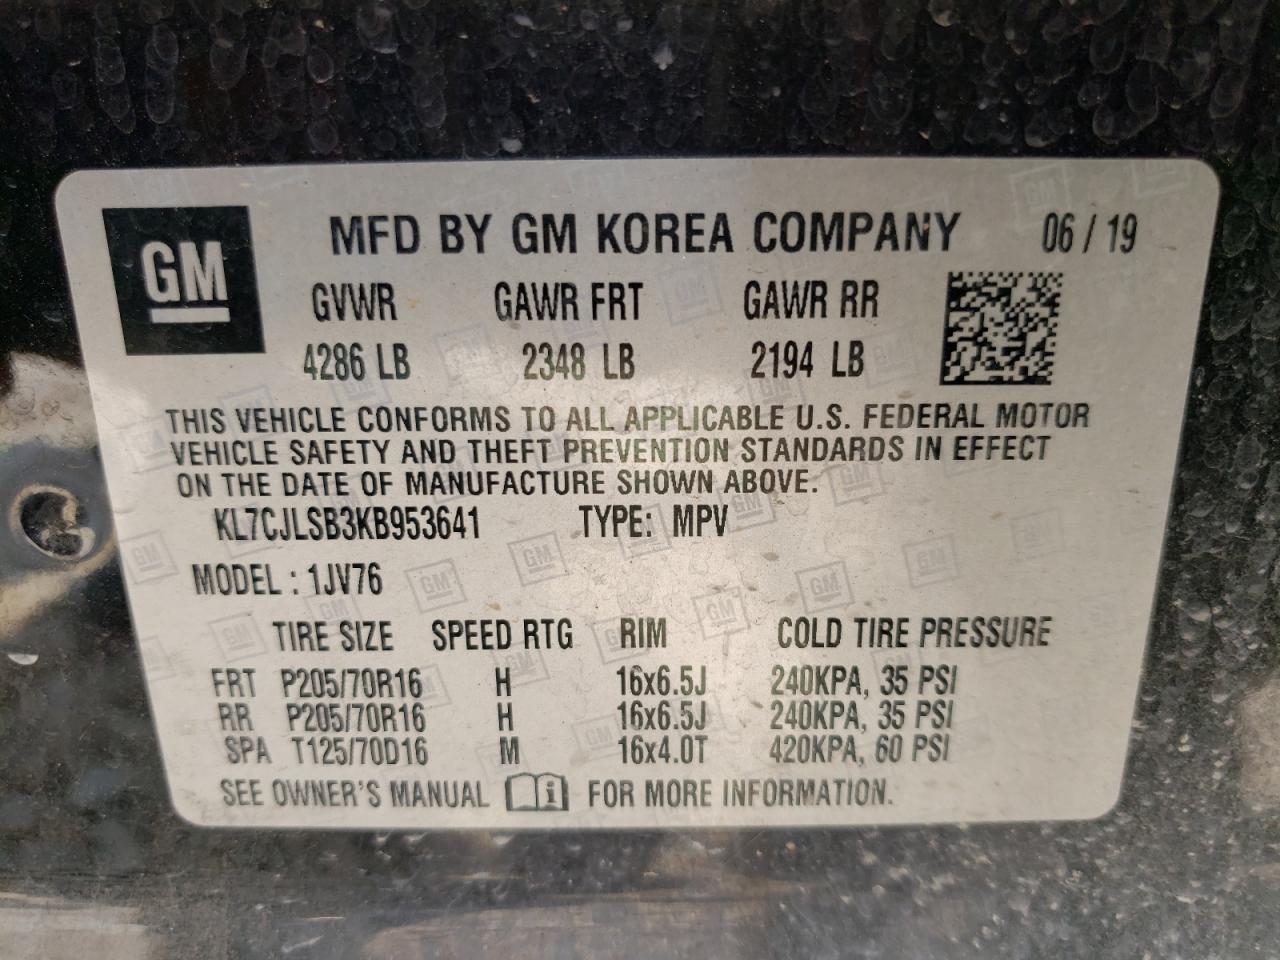 GM
MFD BY GM KOREA COMPANY 06 / 19
GVWR GAWR FRT GAWR RR
4286 LB 2348 LB 2194 LB
THIS VEHICLE CONFORMS TO ALL APPLICABLE U.S. FEDERAL MOTOR
VEHICLE SAFETY AND THEFT PREVENTION STANDARDS IN EFFECT
ON THE DATE OF MANUFACTURE SHOWN ABOVE.
KL7CJLSB3KB953641 TYPE: MPV
MODEL : 1JV76
TIRE SIZE SPEED RTG RIM COLD TIRE PRESSURE
FRT P205/70R16 H 16x6.5J 240KPA, 35 PSI
RR P205/70R16 H 16x6.5J 240KPA, 35 PSI
SPA T125/70D16 M 16x4.0T 420KPA, 60 PSI
SEE OWNER'S MANUAL i FOR MORE INFORMATION.